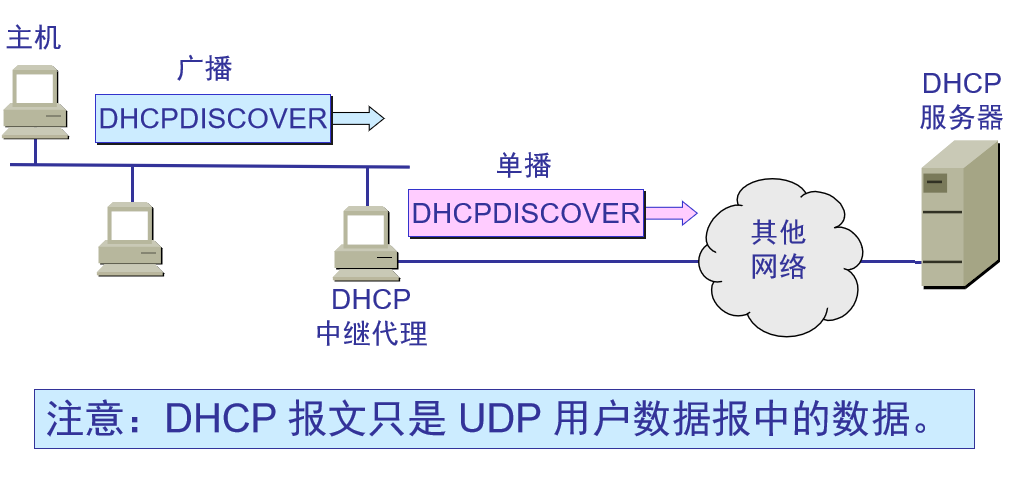 主机
广播
DHCPDISCOVER
DHCP
服务器
单播
DHCPDISCOVER
其他
网络
DHCP
中继代理
注意：DHCP 报文只是 UDP 用户数据报中的数据。